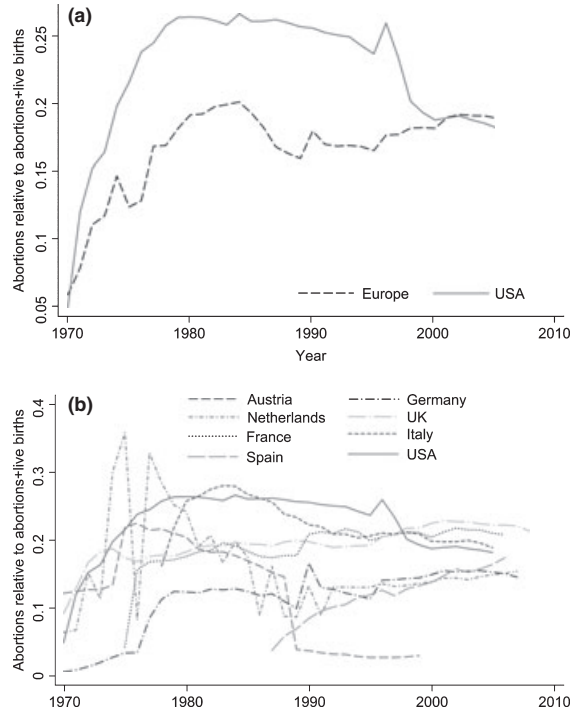 (a)
Abortions relative to abortions+live births
0.25
0.2
0.15
0.1
0.05
Europe
USA
1970
1980
1990
2000
2010
Year
(b)
Abortions relative to abortions+live births
0.4
0.3
0.2
0.1
0
Austria
Netherlands
France
Spain
Germany
UK
Italy
USA
1970
1980
1990
2000
2010